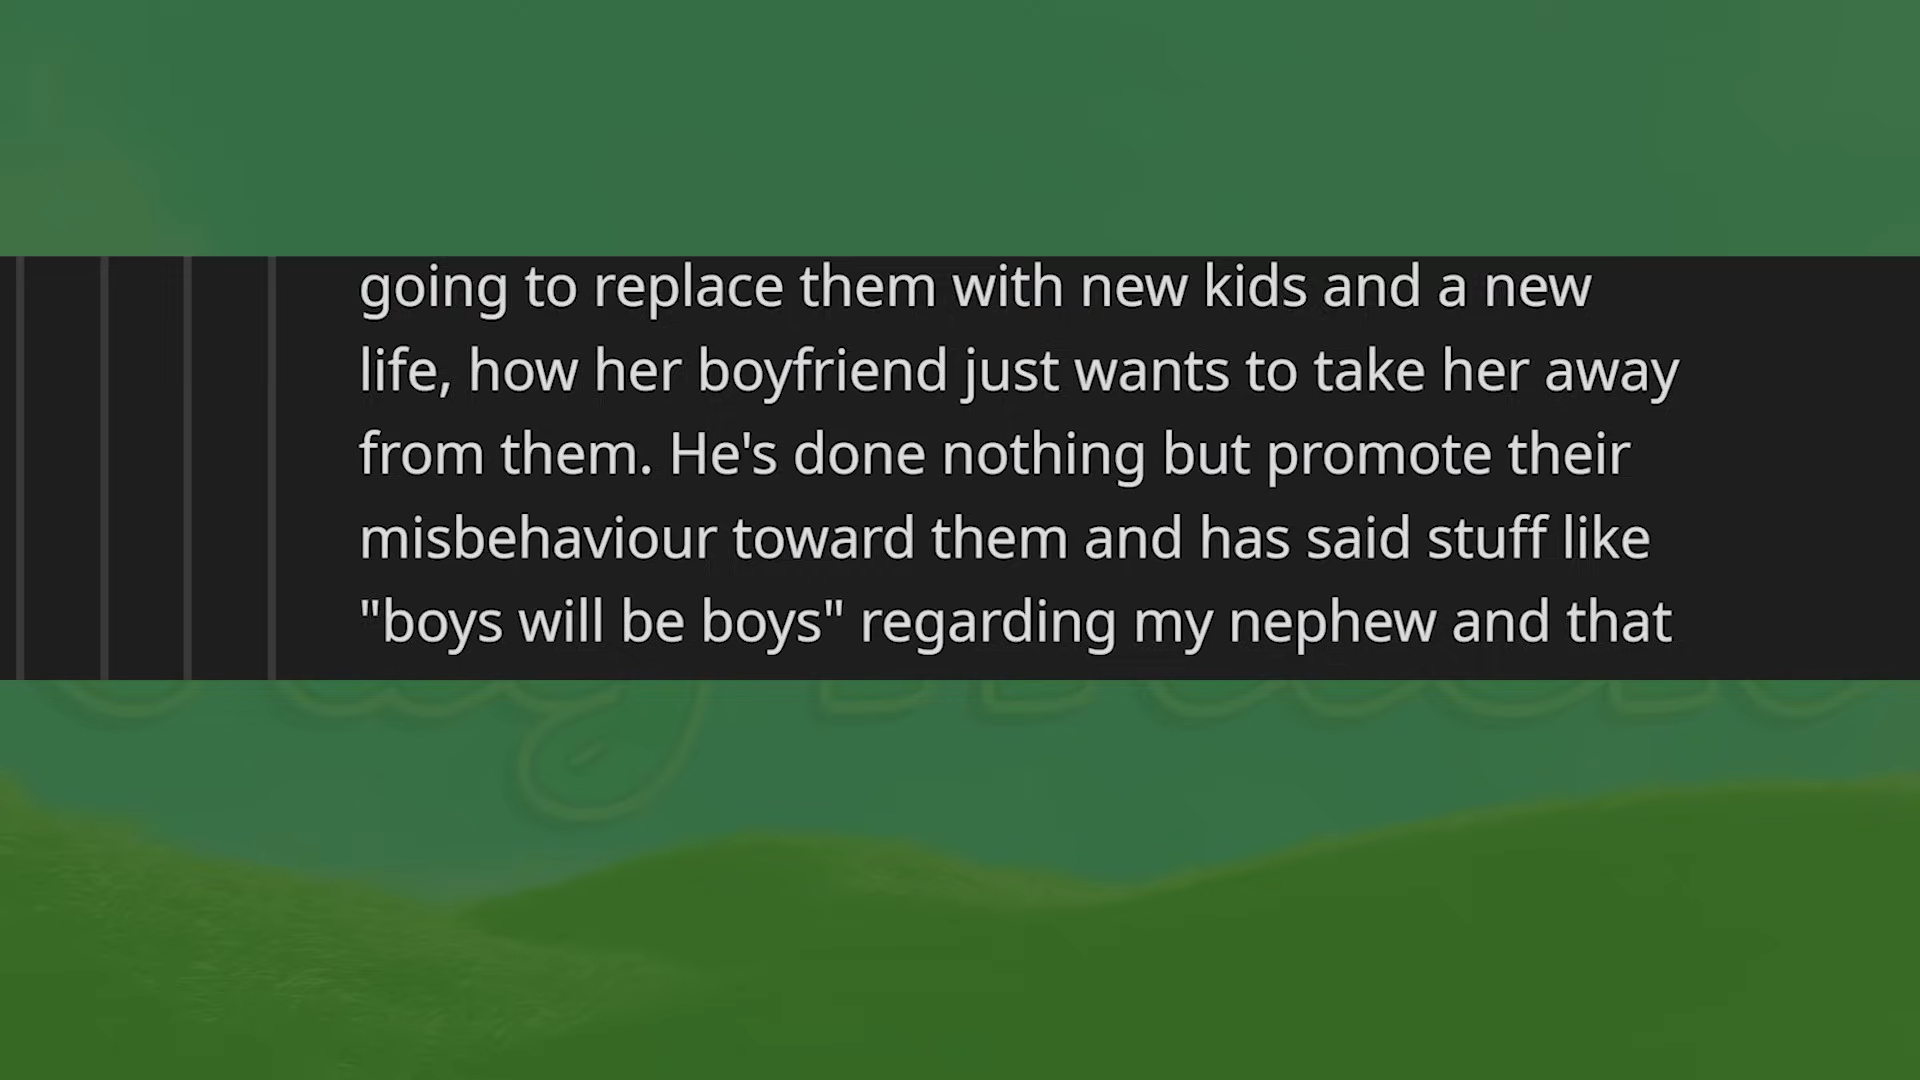 going to replace them with new kids and a new
life, how her boyfriend just wants to take her away
from them. He's done nothing but promote their
misbehaviour toward them and has said stuff like
"boys will be boys" regarding my nephew and that